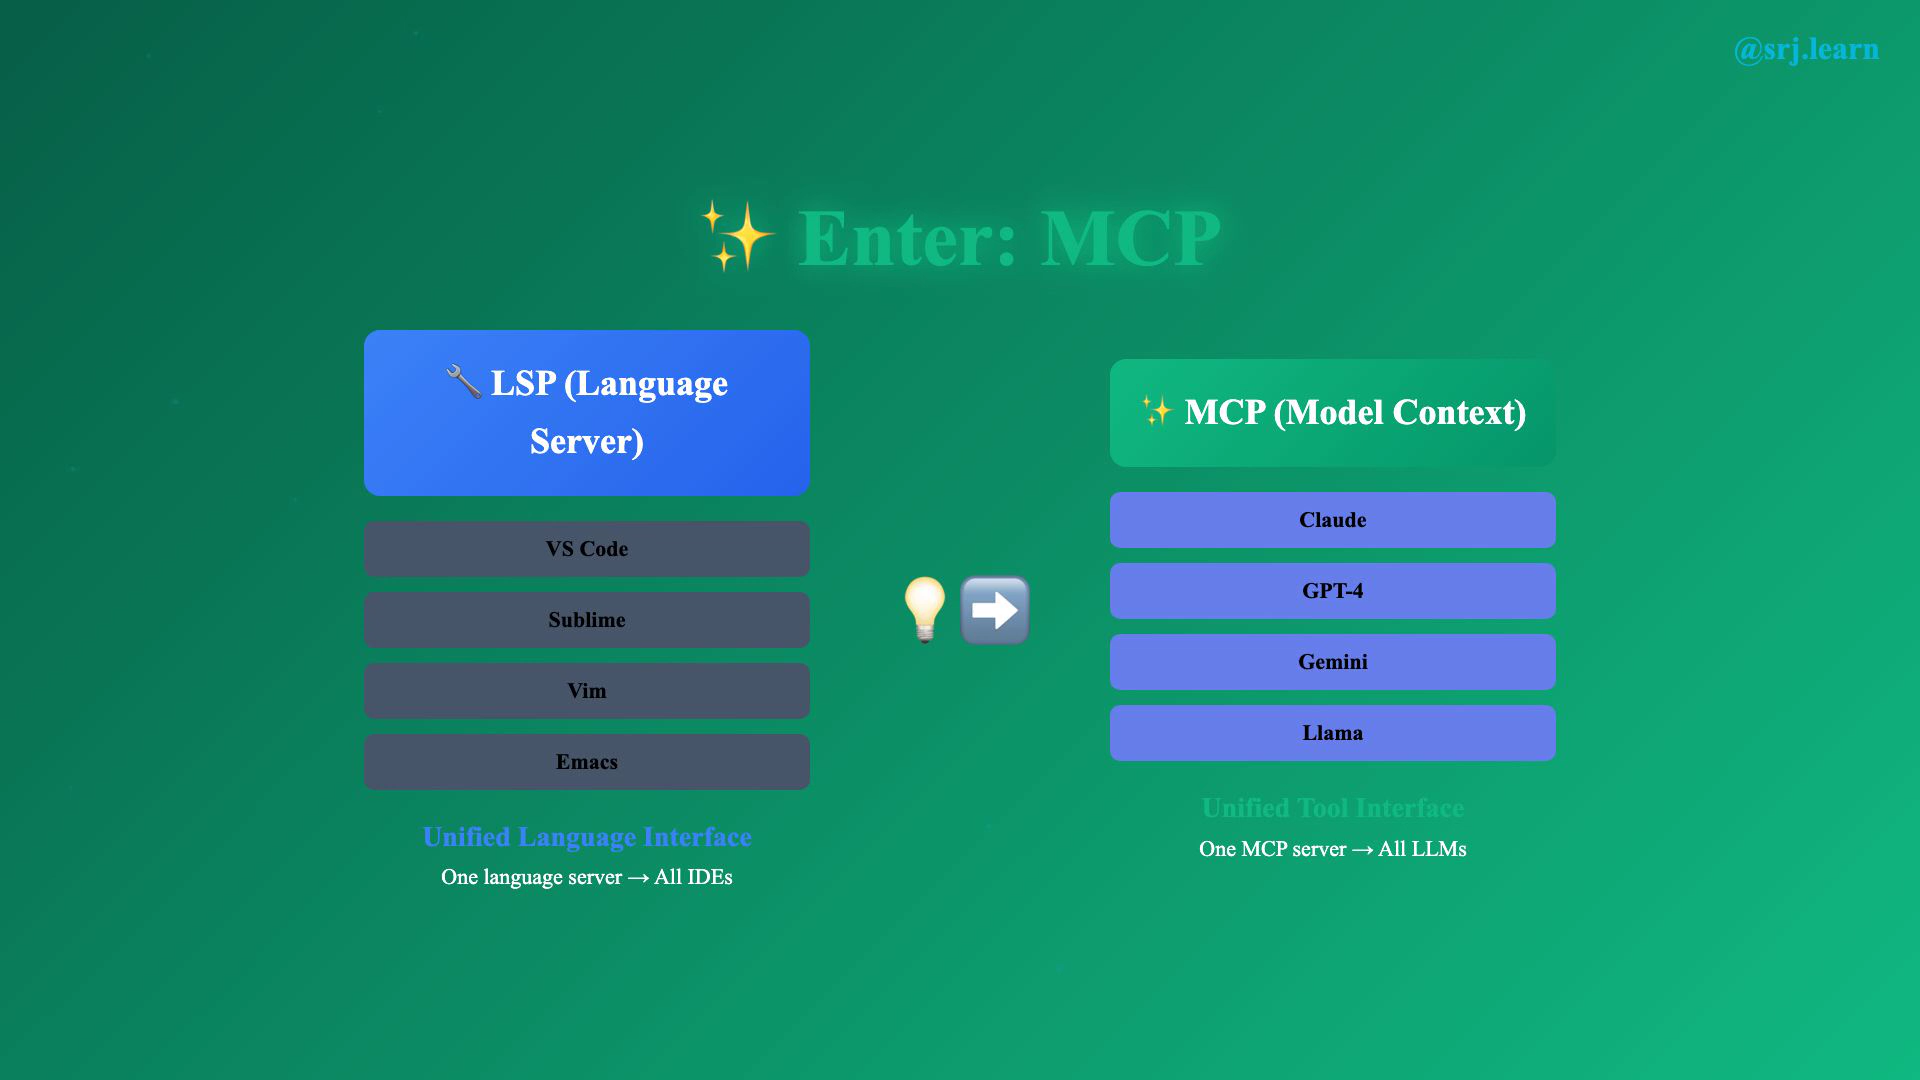 @srj.learn
✨ Enter: MCP
🔧 LSP (Language
Server)
VS Code
Sublime
Vim
Emacs
Unified Language Interface
One language server → All IDEs
💡➡️
✨ MCP (Model Context)
Claude
GPT-4
Gemini
Llama
Unified Tool Interface
One MCP server → All LLMs